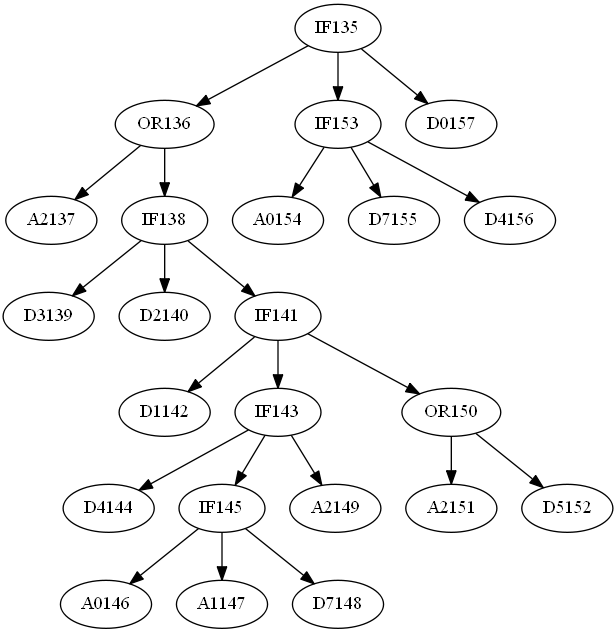 IF135
OR136 IF153 D0157
A2137 IF138 A0154 D7155 D4156
D3139 D2140 IF141
D1142 IF143 OR150
D4144 IF145 A2149 A2151 D5152
A0146 A1147 D7148